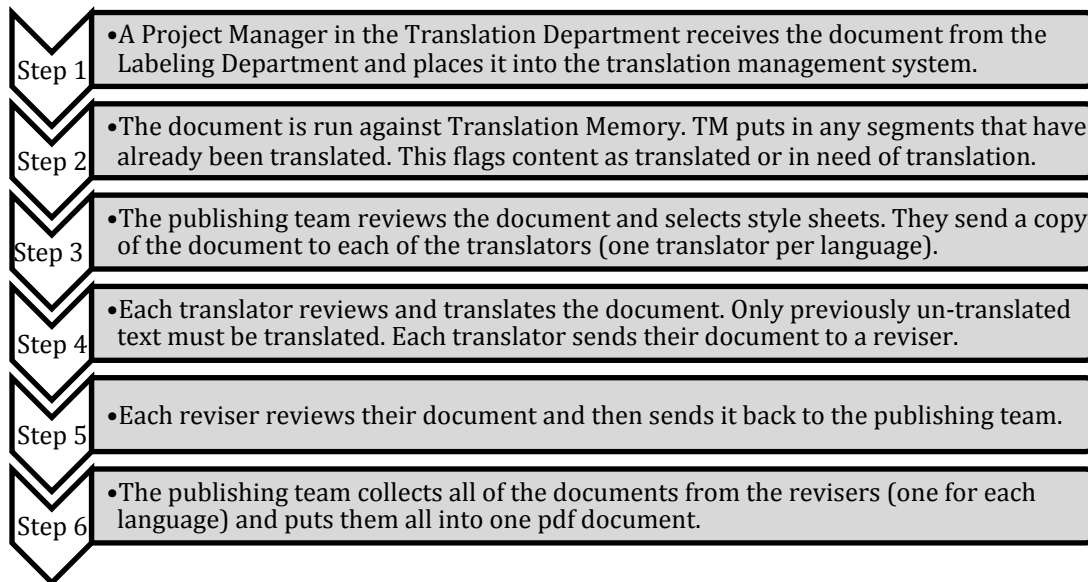 Step 1
•A Project Manager in the Translation Department receives the document from the
Labeling Department and places it into the translation management system.
Step 2
•The document is run against Translation Memory. TM puts in any segments that have
already been translated. This flags content as translated or in need of translation.
Step 3
•The publishing team reviews the document and selects style sheets. They send a copy
of the document to each of the translators (one translator per language).
Step 4
•Each translator reviews and translates the document. Only previously un-translated
text must be translated. Each translator sends their document to a reviser.
Step 5
•Each reviser reviews their document and then sends it back to the publishing team.
Step 6
•The publishing team collects all of the documents from the revisers (one for each
language) and puts them all into one pdf document.